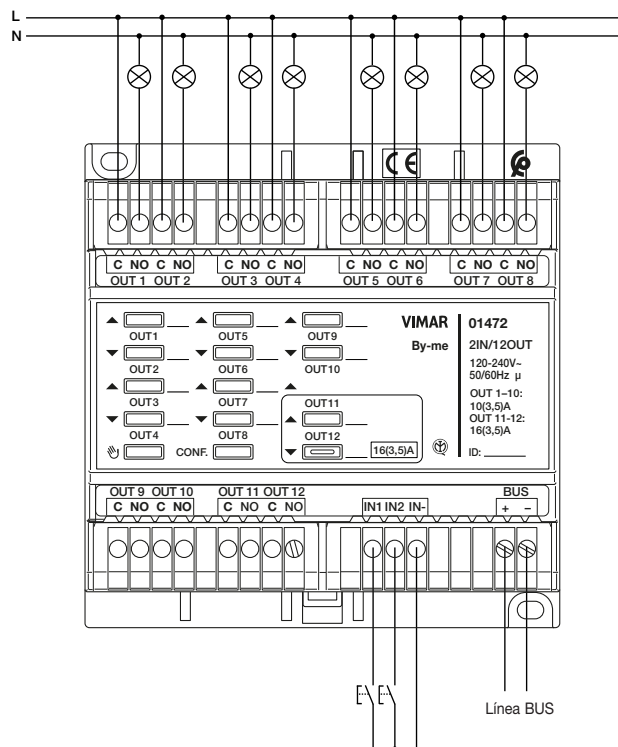 L
N
CE
C NO C NO C NO C NO C NO C NO C NO C NO
OUT 1 OUT 2 OUT 3 OUT 4 OUT 5 OUT 6 OUT 7 OUT 8
▲ OUT1 ▲ OUT5 ▲ OUT9
▼ OUT2 ▼ OUT6 ▼ OUT10
▲ OUT3 ▲ OUT7 ▲ OUT11
▼ OUT4 ▼ OUT8 ▲ OUT12
CONF. ▼ 16(3,5)A
VIMAR
By-me
01472
2IN/12OUT
120-240V~
50/60Hz µ
OUT 1–10:
10(3,5)A
OUT 11-12:
16(3,5)A
ID: ______
OUT 9 OUT 10 OUT 11 OUT 12 BUS
C NO C NO C NO C NO IN1 IN2 IN- + −
Línea BUS